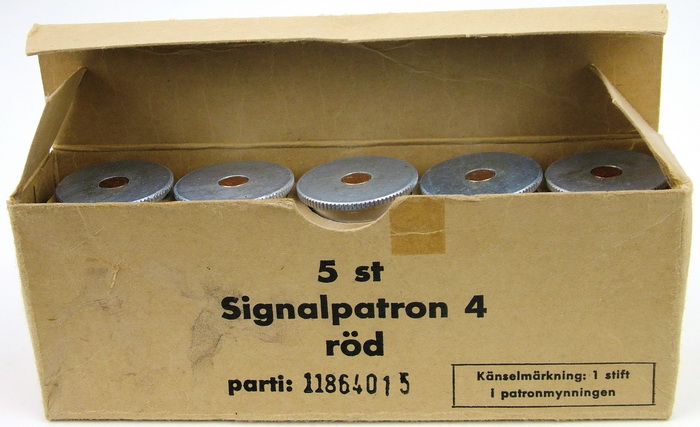 5 st
Signalpatron 4
röd
parti: 11864015
Känselmärkning: 1 stift
i patronmynningen